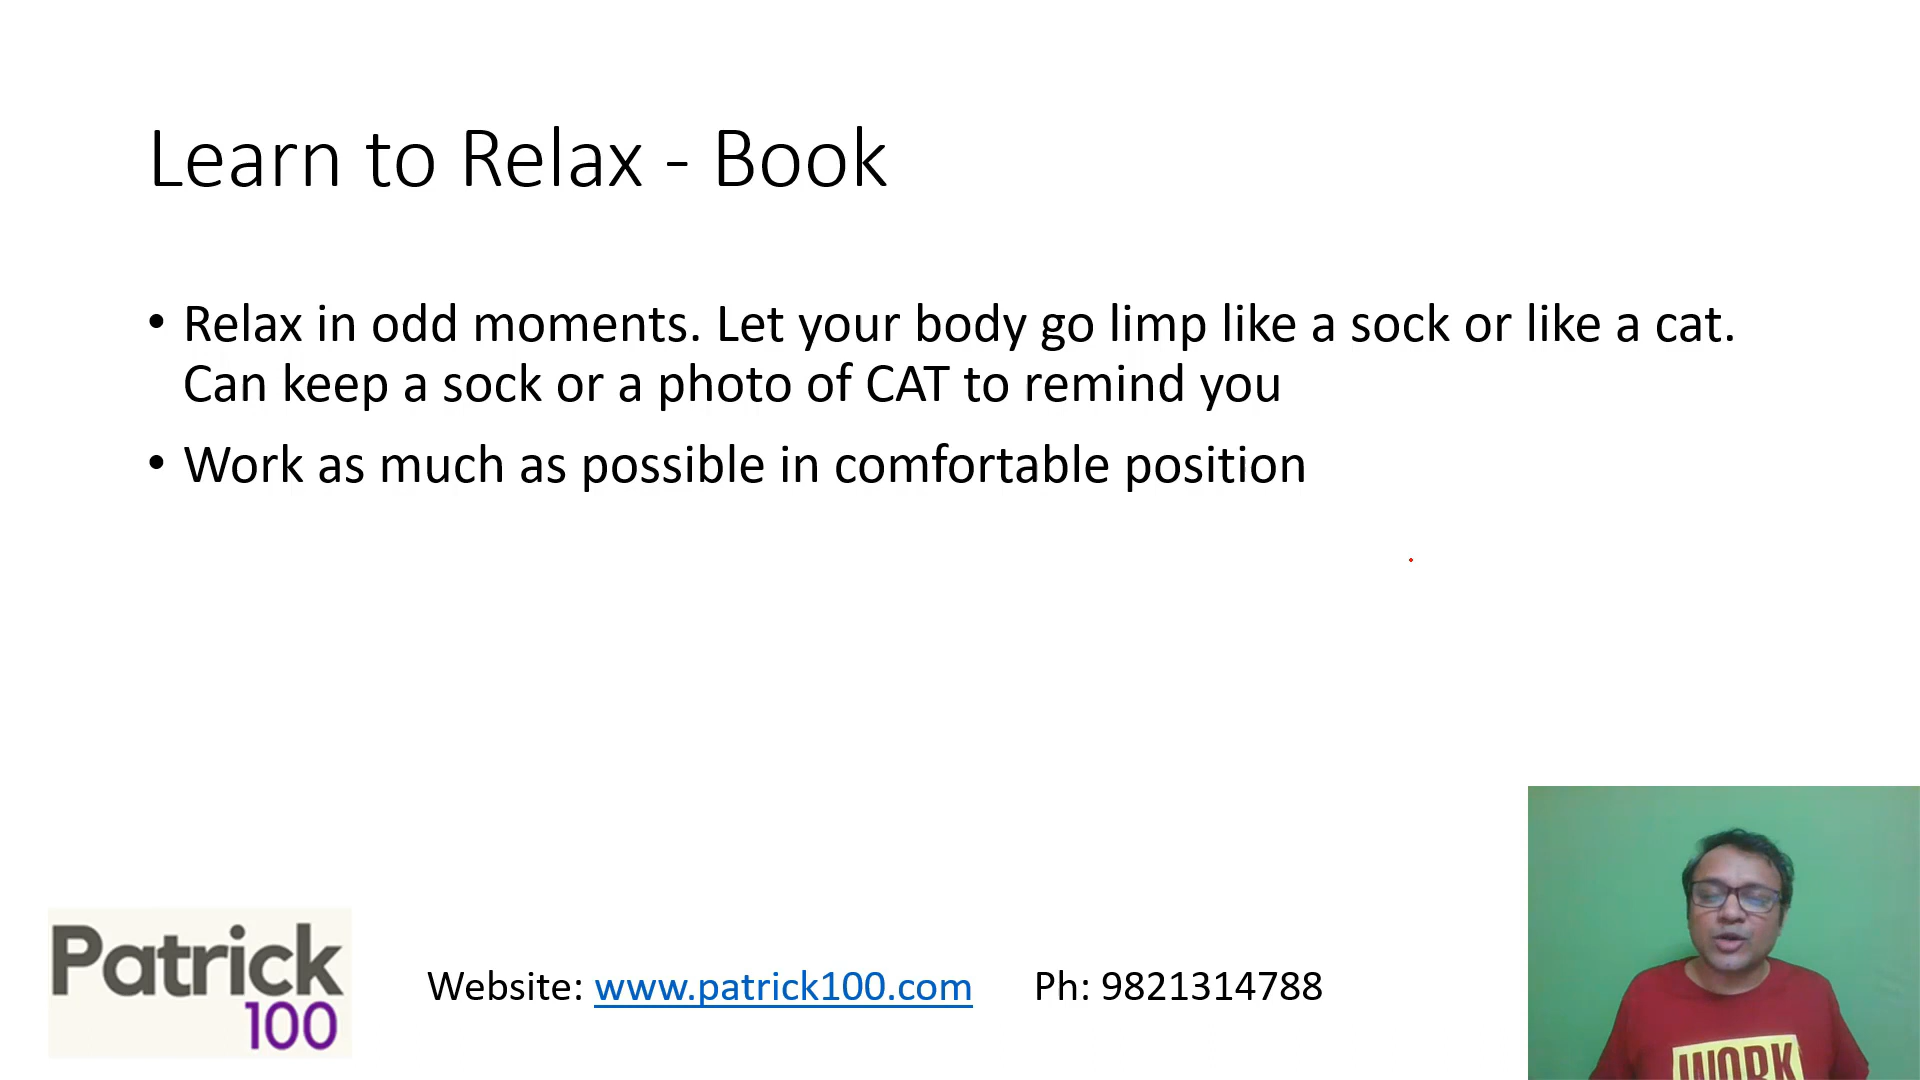 Learn to Relax - Book
• Relax in odd moments. Let your body go limp like a sock or like a cat.
Can keep a sock or a photo of CAT to remind you
• Work as much as possible in comfortable position
Patrick
100
Website: www.patrick100.com Ph: 9821314788
WORK